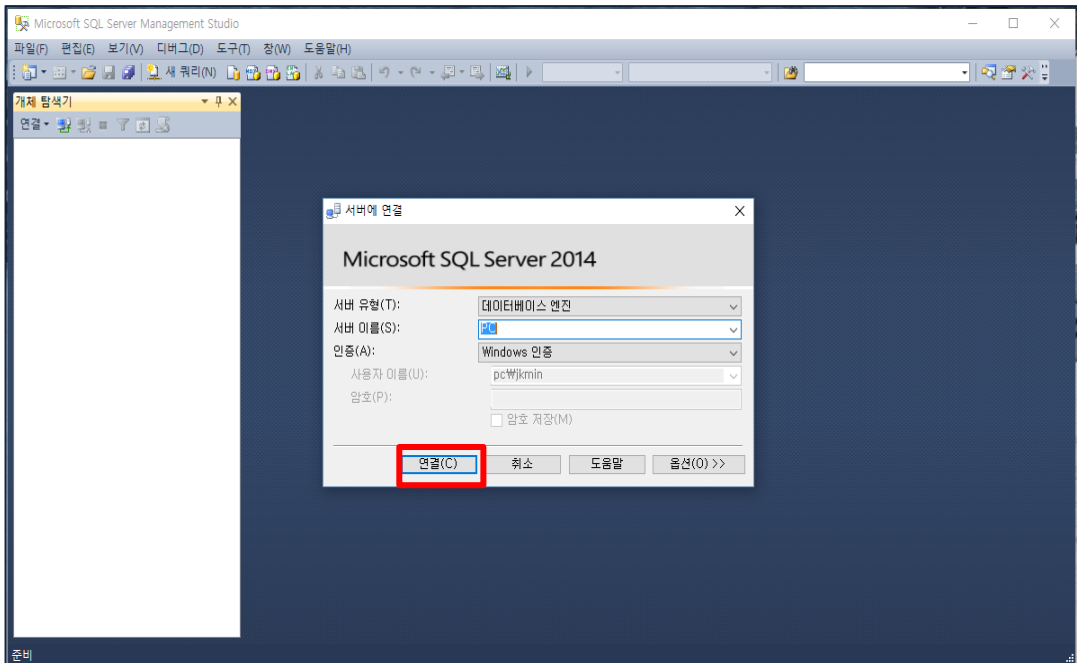 Microsoft SQL Server Management Studio
파일(F) 편집(E) 보기(V) 디버그(D) 도구(T) 창(W) 도움말(H)
새 쿼리(N)
개체 탐색기
연결
서버에 연결
Microsoft SQL Server 2014
서버 유형(T): 데이터베이스 엔진
서버 이름(S): PC
인증(A): Windows 인증
사용자 이름(U): pc₩jkmin
암호(P):
암호 저장(M)
연결(C) 취소 도움말 옵션(O) >>
준비